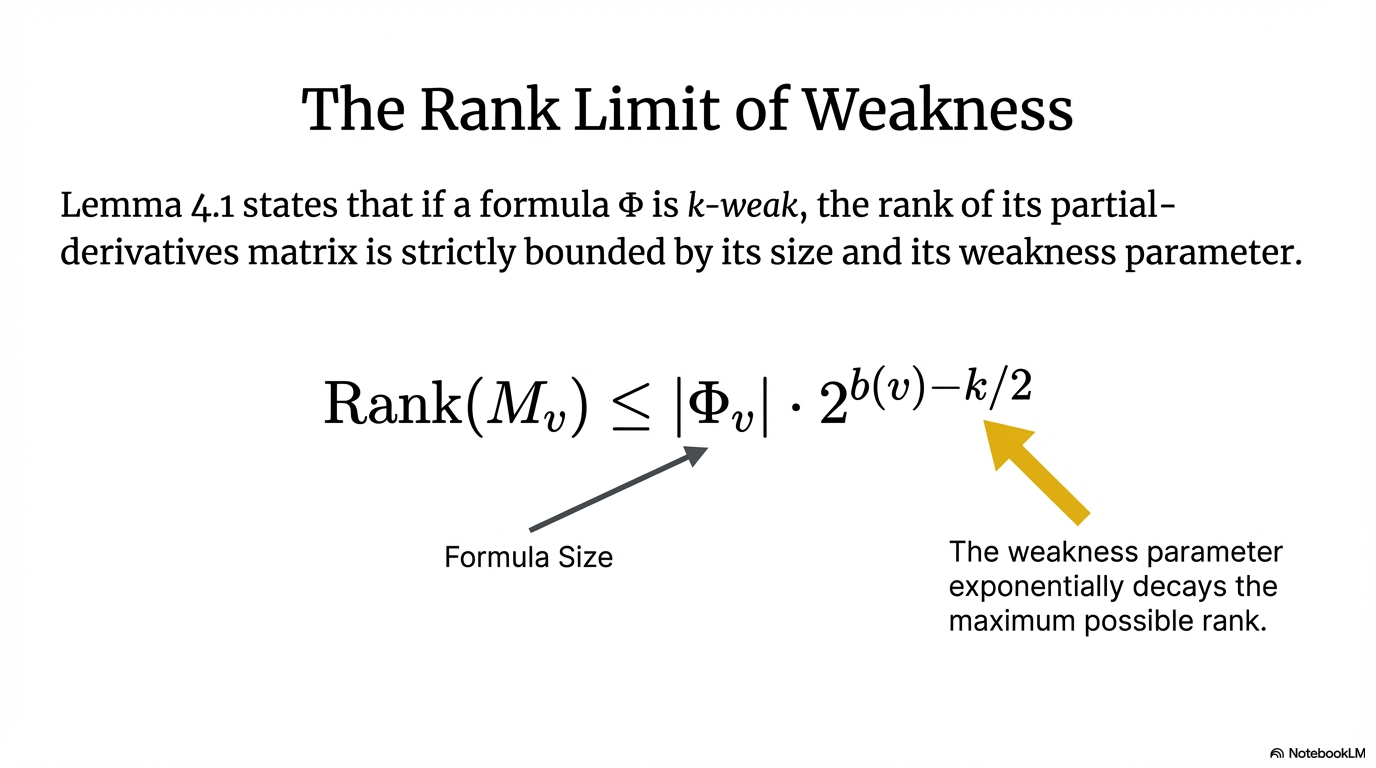 The Rank Limit of Weakness
Lemma 4.1 states that if a formula Φ is k-weak, the rank of its partial-
derivatives matrix is strictly bounded by its size and its weakness parameter.
Rank(M_v) ≤ |Φ_v| · 2^{b(v)−k/2}
Formula Size
The weakness parameter
exponentially decays the
maximum possible rank.
NotebookLM